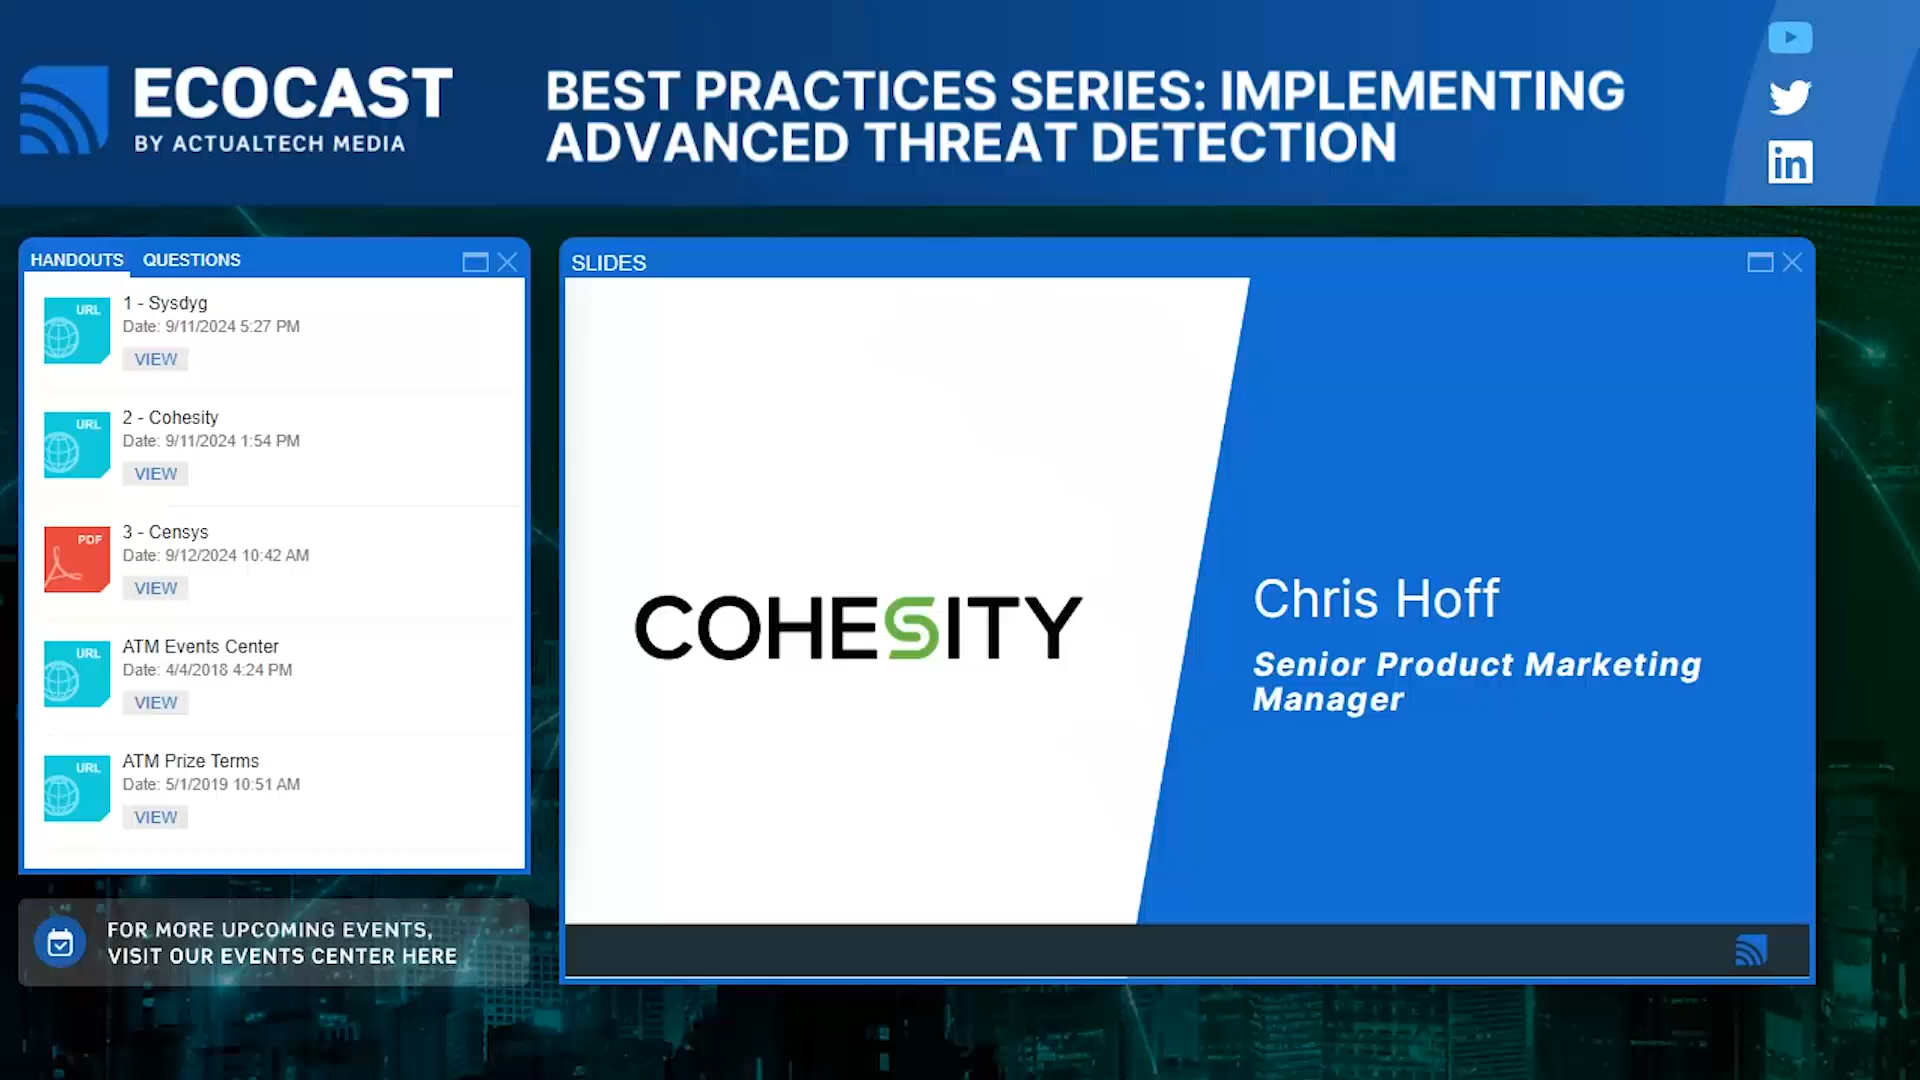 ECOCAST
BY ACTUALTECH MEDIA
BEST PRACTICES SERIES: IMPLEMENTING
ADVANCED THREAT DETECTION
in
HANDOUTS
QUESTIONS
URL
1 - Sysdyg
Date: 9/11/2024 5:27 PM
VIEW
URL
2 - Cohesity
Date: 9/11/2024 1:54 PM
VIEW
PDF
3 - Censys
Date: 9/12/2024 10:42 AM
VIEW
URL
ATM Events Center
Date: 4/4/2018 4:24 PM
VIEW
URL
ATM Prize Terms
Date: 5/1/2019 10:51 AM
VIEW
FOR MORE UPCOMING EVENTS,
VISIT OUR EVENTS CENTER HERE
SLIDES
COHESITY
Chris Hoff
Senior Product Marketing
Manager